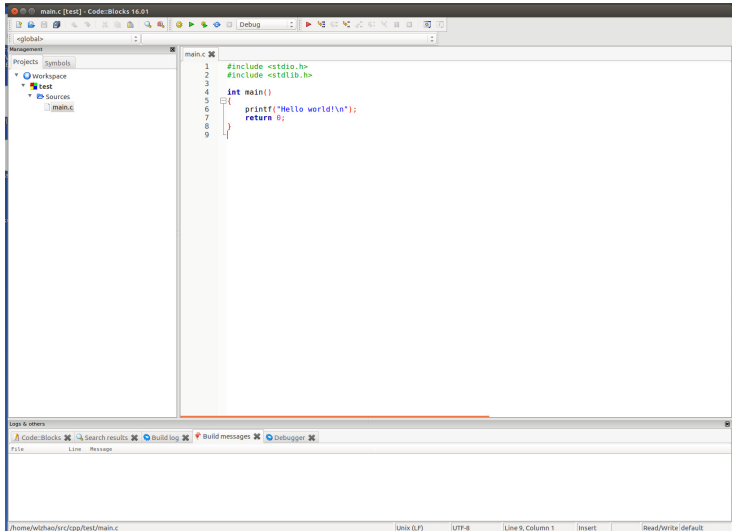 main.c [test] - Code::Blocks 16.01
Debug
<global>
Management
Projects Symbols
Workspace
test
Sources
main.c
main.c
1 #include <stdio.h>
2 #include <stdlib.h>
3
4 int main()
5 {
6 printf("Hello world!\n");
7 return 0;
8 }
9
Logs & others
Code::Blocks Search results Build log Build messages Debugger
File Line Message
/home/wlzhao/src/cpp/test/main.c Unix (LF) UTF-8 Line 9, Column 1 Insert Read/Write default